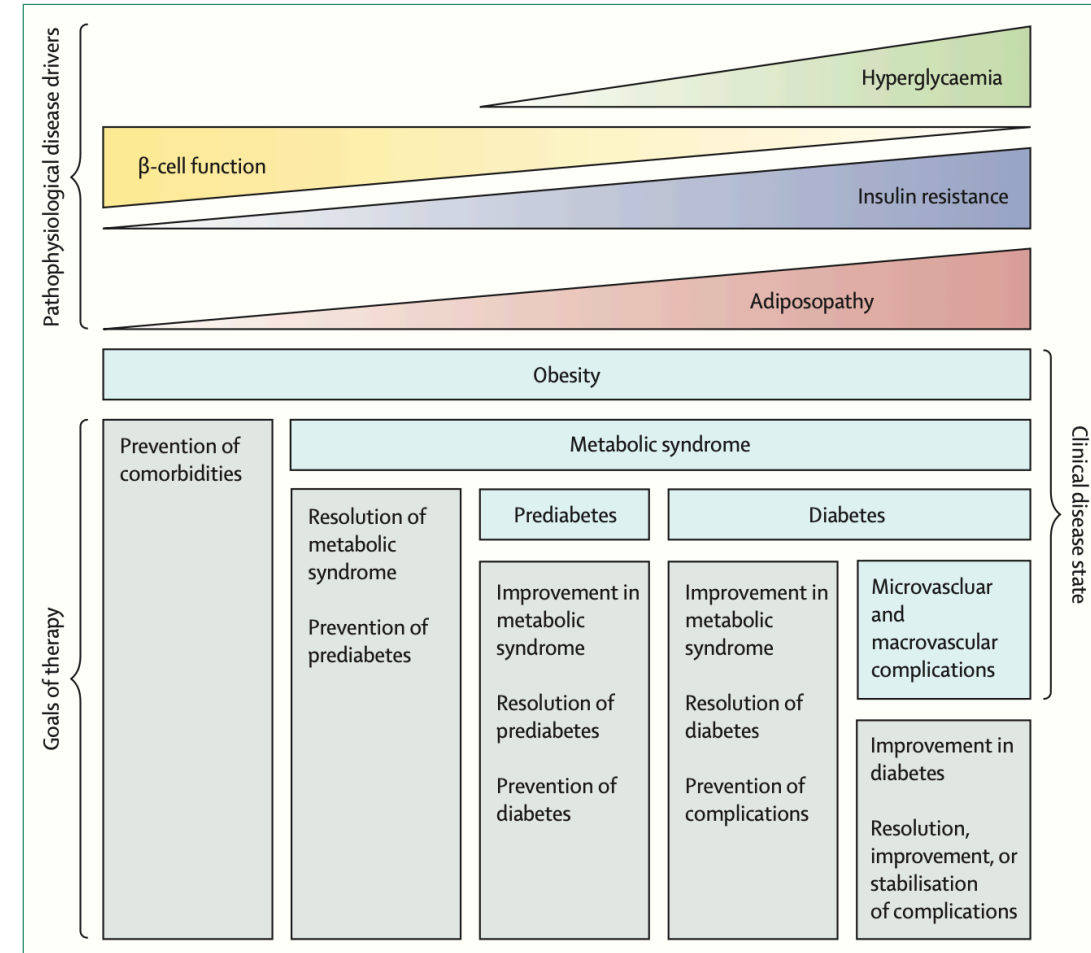 Pathophysiological disease drivers
Hyperglycaemia
β-cell function
Insulin resistance
Adiposopathy
Obesity
Clinical disease state
Goals of therapy
Prevention of
comorbidities
Metabolic syndrome
Resolution of
metabolic
syndrome
Prevention of
prediabetes
Prediabetes
Improvement in
metabolic
syndrome
Resolution of
prediabetes
Prevention of
diabetes
Diabetes
Improvement in
metabolic
syndrome
Resolution of
diabetes
Prevention of
complications
Microvascluar
and
macrovascular
complications
Improvement in
diabetes
Resolution,
improvement, or
stabilisation
of complications